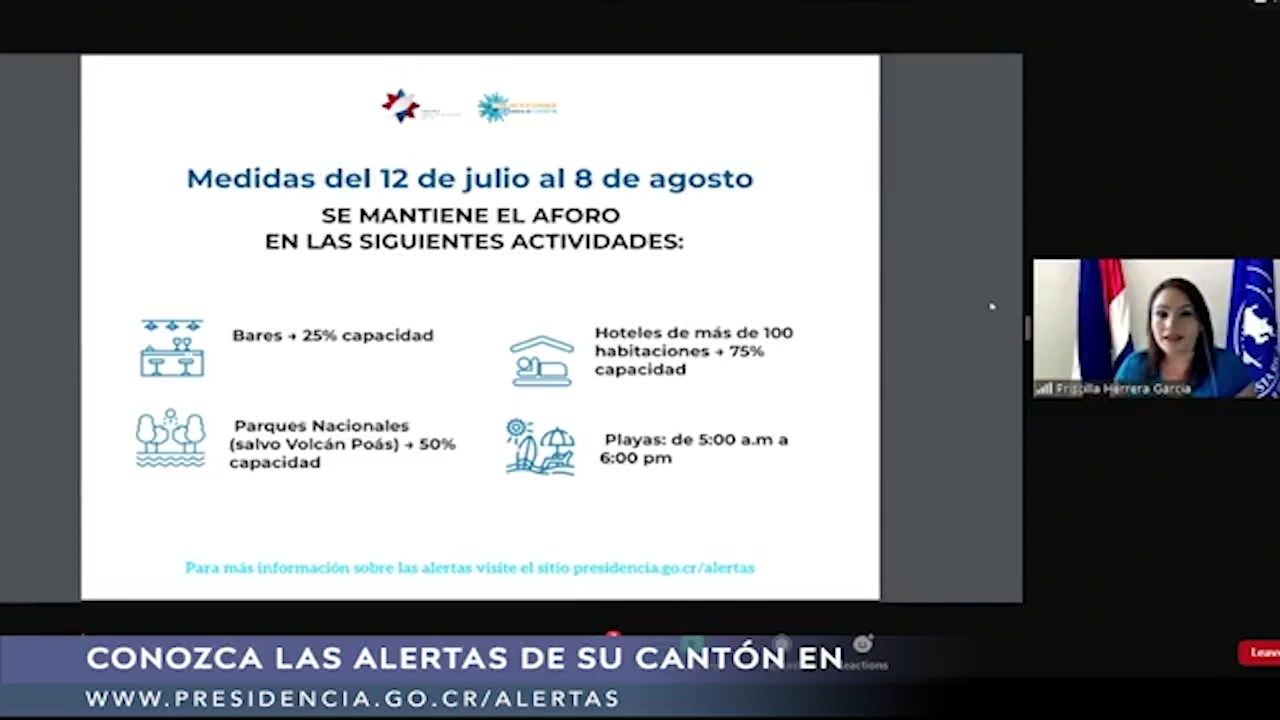 Medidas del 12 de julio al 8 de agosto
SE MANTIENE EL AFORO
EN LAS SIGUIENTES ACTIVIDADES:
Bares → 25% capacidad
Hoteles de más de 100
habitaciones → 75%
capacidad
Parques Nacionales
(salvo Volcán Poás) → 50%
capacidad
Playas: de 5:00 a.m a
6:00 pm
Para más información sobre las alertas visite el sitio presidencia.go.cr/alertas
Priscilla Herrera García
CONOZCA LAS ALERTAS DE SU CANTÓN EN
WWW.PRESIDENCIA.GO.CR/ALERTAS
Reactions
Leave